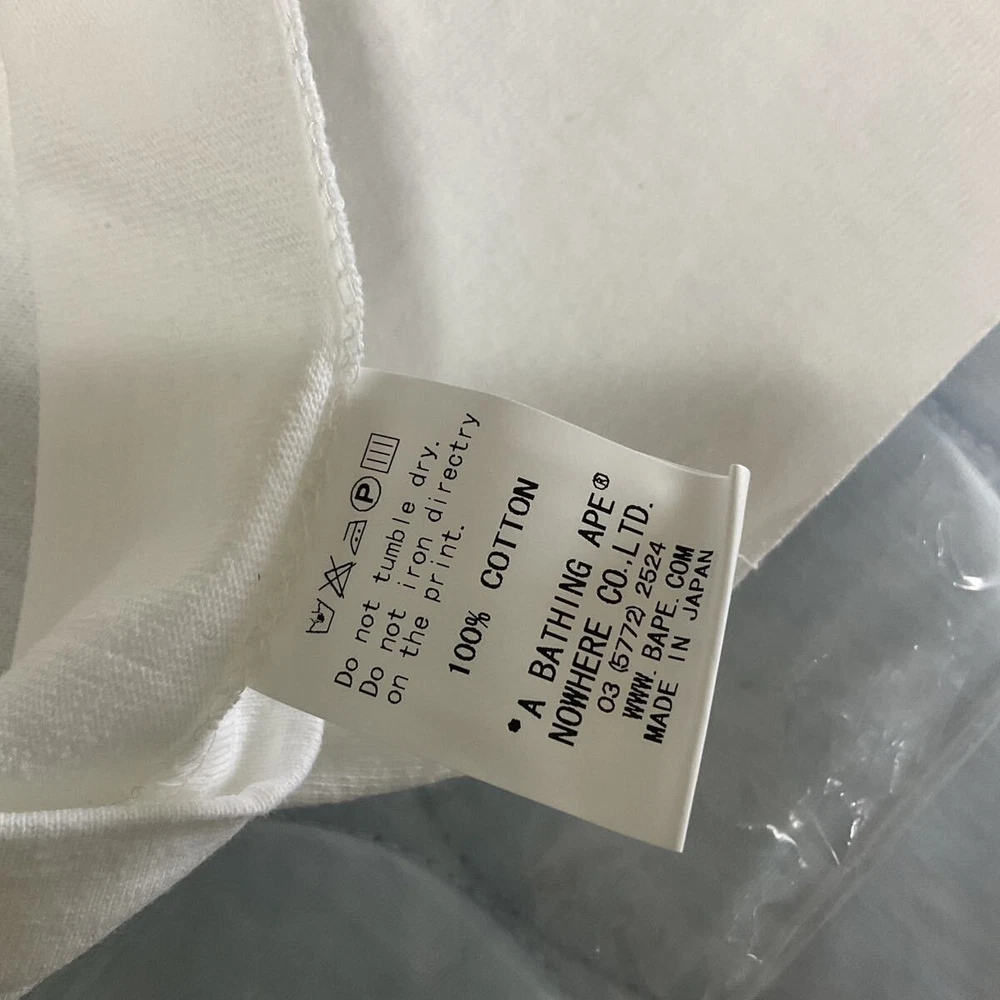 P
Do not tumble dry.
Do not iron directry
on the print.
100% COTTON
A BATHING APE®
NOWHERE CO.,LTD.
03 (5772) 2524
WWW.BAPE.COM
MADE IN JAPAN